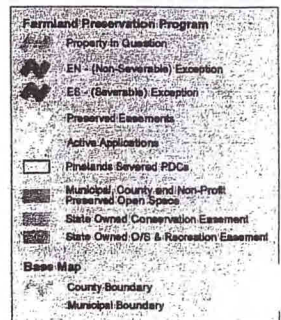 Farmland Preservation Program
Property In Question
EN - (Non-Severable) Exception
ES - (Severable) Exception
Preserved Easements
Active Applications
Pinelands Severed PDCs
Municipal, County and Non-Profit
Preserved Open Space
State Owned Conservation Easement
State Owned O/S & Recreation Easement
Base Map
County Boundary
Municipal Boundary